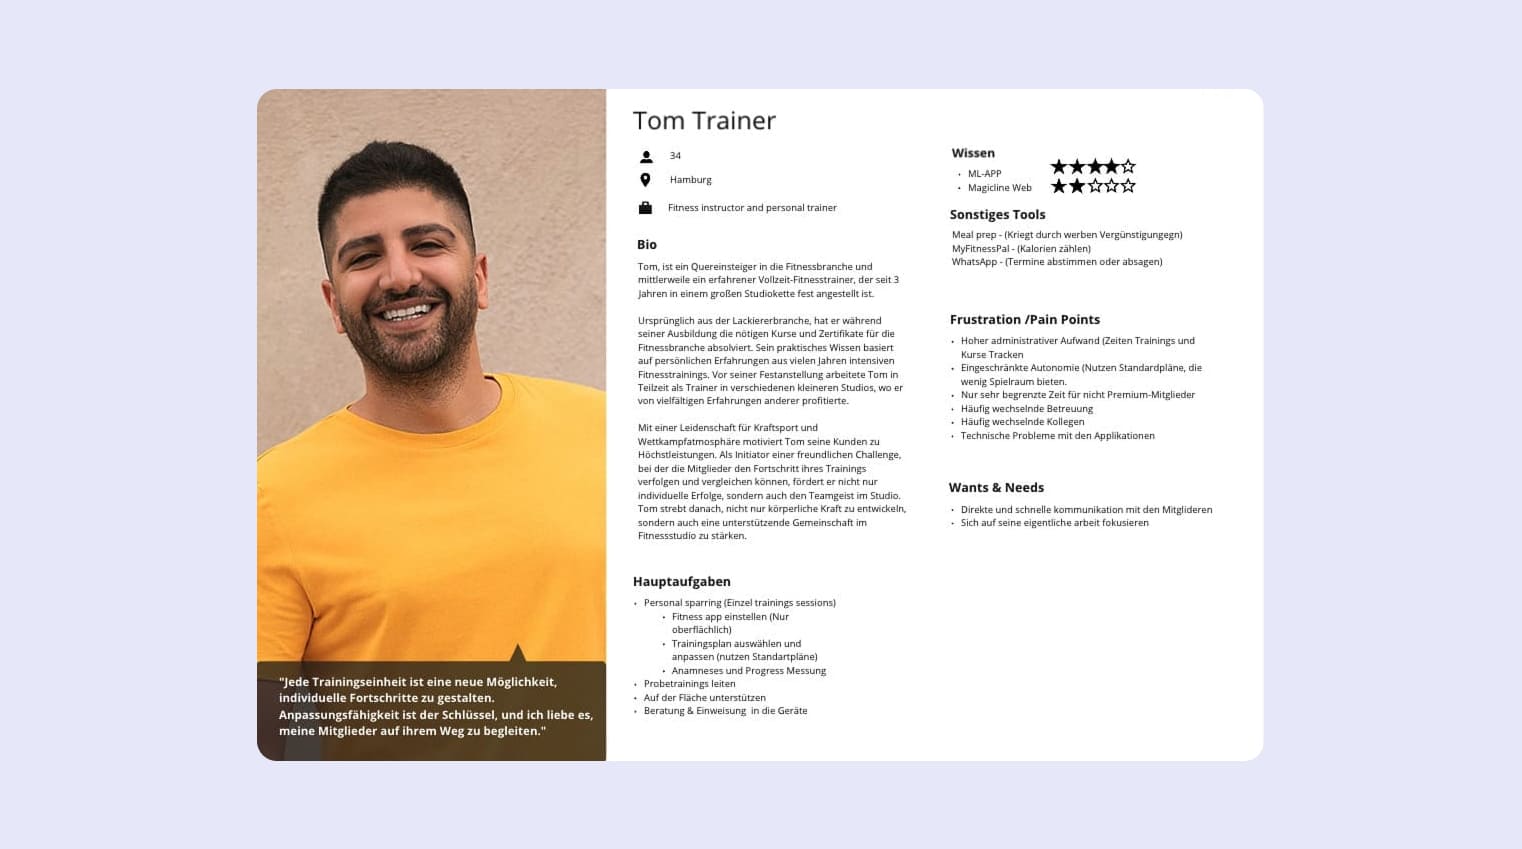 Tom Trainer
34
Hamburg
Fitness instructor and personal trainer
Bio
Tom, ist ein Quereinsteiger in die Fitnessbranche und
mittlerweile ein erfahrener Vollzeit-Fitnesstrainer, der seit 3
Jahren in einem großen Studiokette fest angestellt ist.
Ursprünglich aus der Lackiererbranche, hat er während
seiner Ausbildung die nötigen Kurse und Zertifikate für die
Fitnessbranche absolviert. Sein praktisches Wissen basiert
auf persönlichen Erfahrungen aus vielen Jahren intensiven
Fitnesstrainings. Vor seiner Festanstellung arbeitete Tom in
Teilzeit als Trainer in verschiedenen kleineren Studios, wo er
von vielfältigen Erfahrungen anderer profitierte.
Mit einer Leidenschaft für Kraftsport und
Wettkampfatmosphäre motiviert Tom seine Kunden zu
Höchstleistungen. Als Initiator einer freundlichen Challenge,
bei der die Mitglieder den Fortschritt ihres Trainings
verfolgen und vergleichen können, fördert er nicht nur
individuelle Erfolge, sondern auch den Teamgeist im Studio.
Tom strebt danach, nicht nur körperliche Kraft zu entwickeln,
sondern auch eine unterstützende Gemeinschaft im
Fitnessstudio zu stärken.
Hauptaufgaben
• Personal sparring (Einzel trainings sessions)
• Fitness app einstellen (Nur
oberflächlich)
• Trainingsplan auswählen und
anpassen (nutzen Standartpläne)
• Anamneses und Progress Messung
• Probetrainings leiten
• Auf der Fläche unterstützen
• Beratung & Einweisung in die Geräte
Wissen
• ML-APP ★★★★☆
• Magicline Web ★★☆☆☆
Sonstiges Tools
Meal prep - (Kriegt durch werben Vergünstigungegn)
MyFitnessPal - (Kalorien zählen)
WhatsApp - (Termine abstimmen oder absagen)
Frustration /Pain Points
• Hoher administrativer Aufwand (Zeiten Trainings und
Kurse Tracken
• Eingeschränkte Autonomie (Nutzen Standardpläne, die
wenig Spielraum bieten.
• Nur sehr begrenzte Zeit für nicht Premium-Mitglieder
• Häufig wechselnde Betreuung
• Häufig wechselnde Kollegen
• Technische Probleme mit den Applikationen
Wants & Needs
• Direkte und schnelle kommunikation mit den Mitglideren
• Sich auf seine eigentliche arbeit fokusieren
"Jede Trainingseinheit ist eine neue Möglichkeit,
individuelle Fortschritte zu gestalten.
Anpassungsfähigkeit ist der Schlüssel, und ich liebe es,
meine Mitglieder auf ihrem Weg zu begleiten."